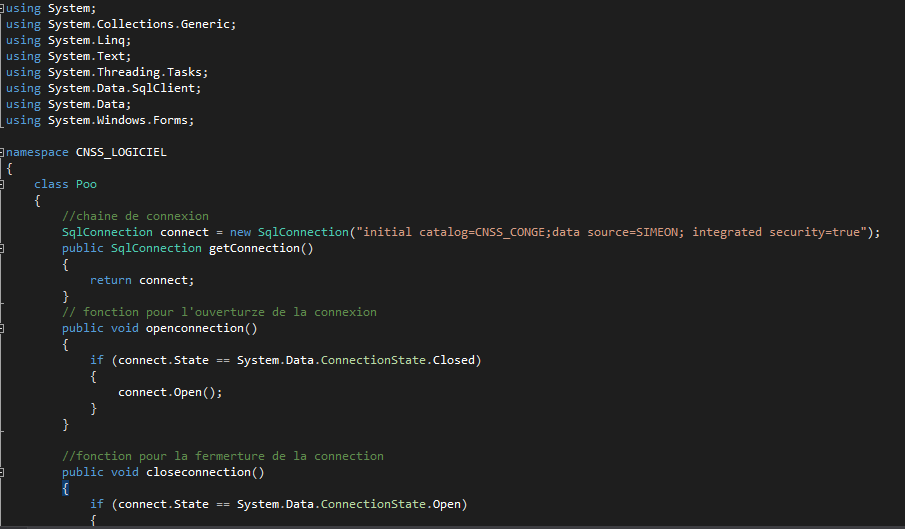 using System;
using System.Collections.Generic;
using System.Linq;
using System.Text;
using System.Threading.Tasks;
using System.Data.SqlClient;
using System.Data;
using System.Windows.Forms;
namespace CNSS_LOGICIEL
{
class Poo
{
//chaine de connexion
SqlConnection connect = new SqlConnection("initial catalog=CNSS_CONGE;data source=SIMEON; integrated security=true");
public SqlConnection getConnection()
{
return connect;
}
// fonction pour l'ouverturze de la connexion
public void openconnection()
{
if (connect.State == System.Data.ConnectionState.Closed)
{
connect.Open();
}
}
//fonction pour la fermerture de la connection
public void closeconnection()
{
if (connect.State == System.Data.ConnectionState.Open)
{